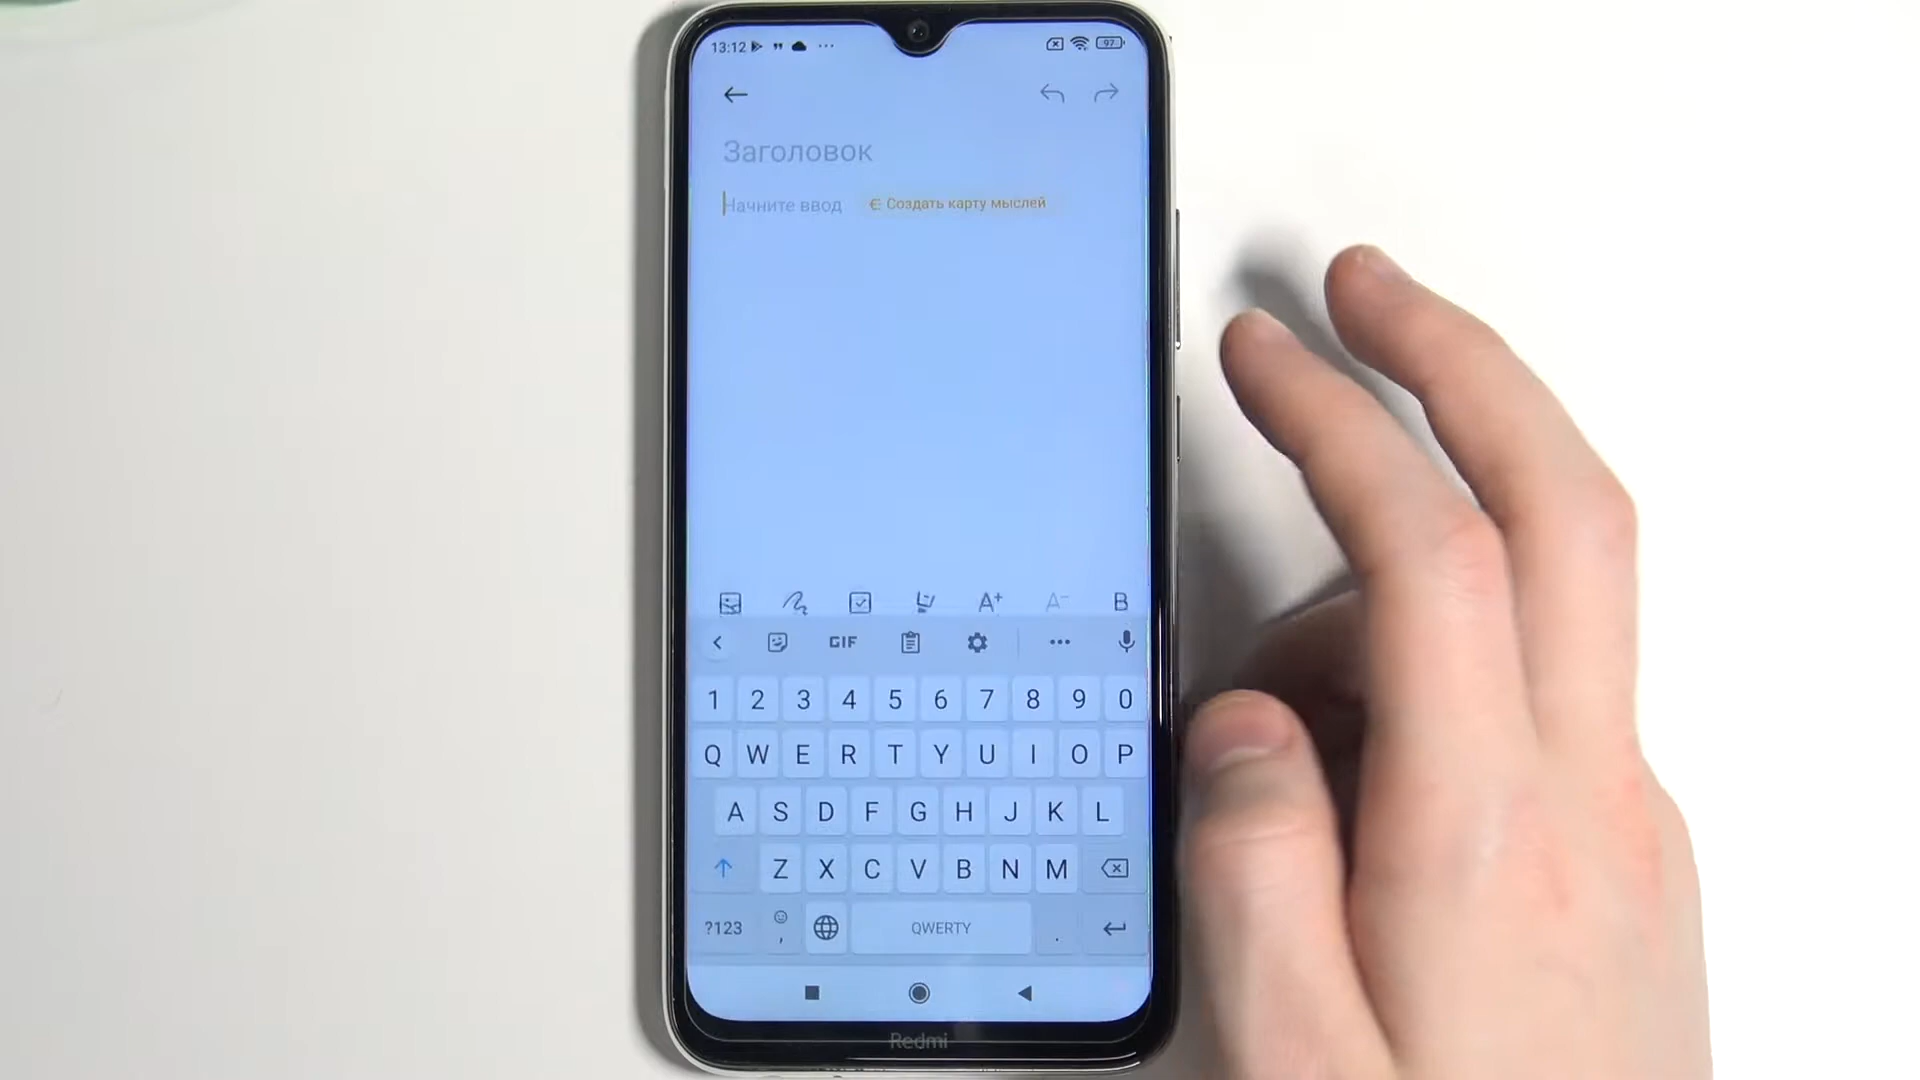 13:12
97
Заголовок
Начните ввод Создать карту мыслей
A+ A- B
GIF
1 2 3 4 5 6 7 8 9 0
Q W E R T Y U I O P
A S D F G H J K L
Z X C V B N M
?123 , QWERTY .
Redmi